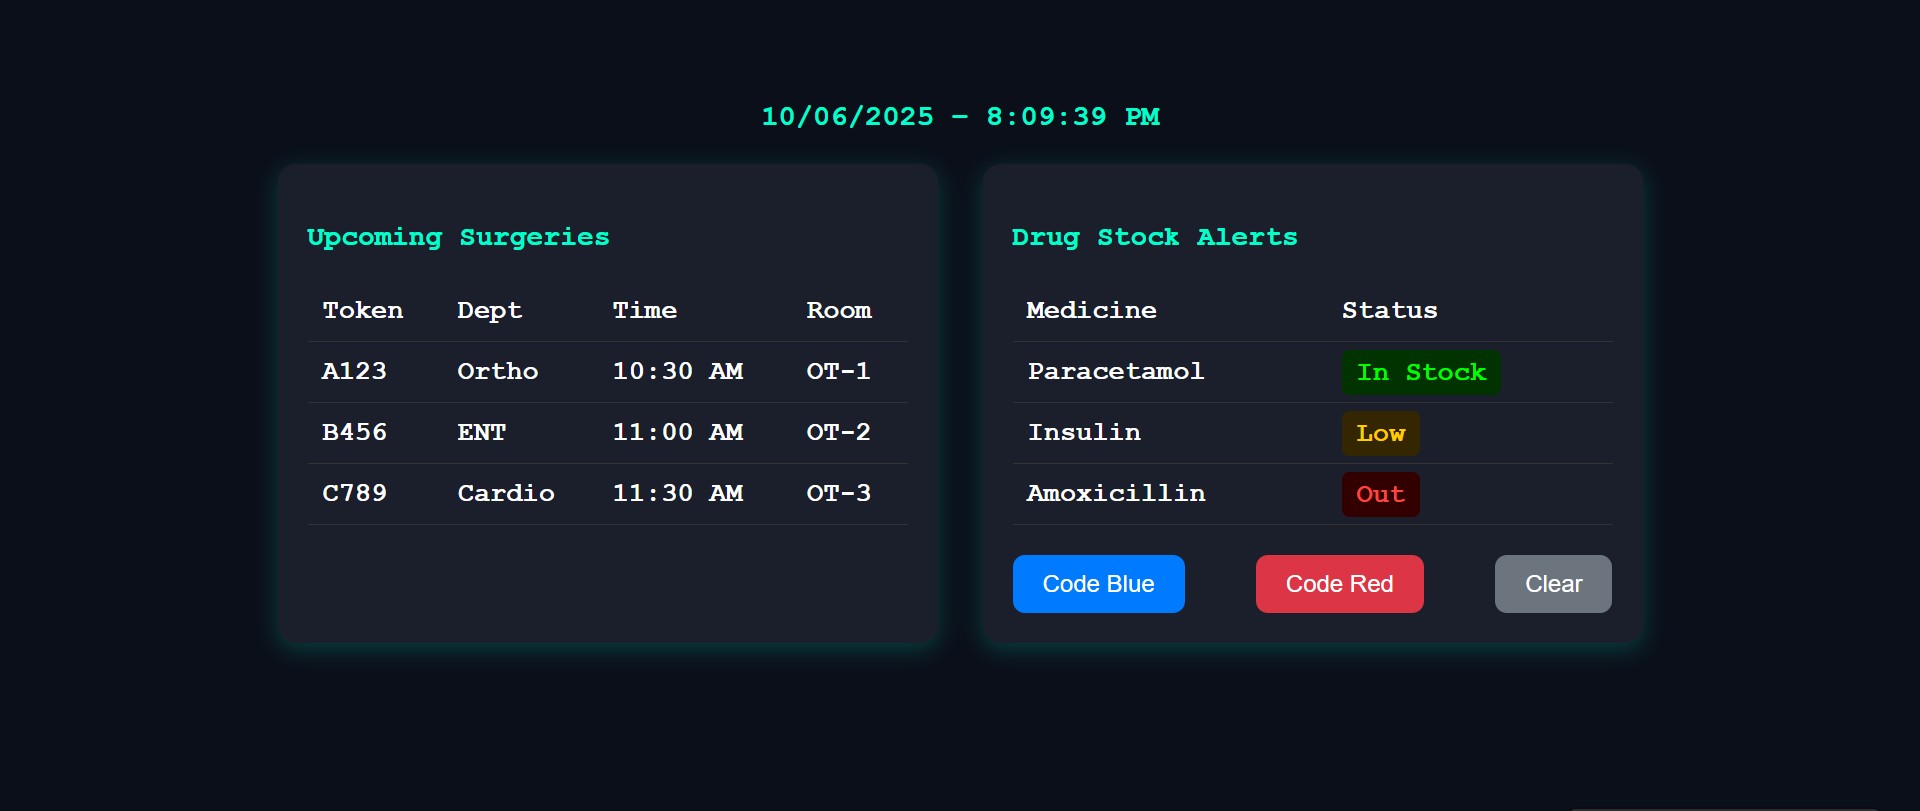 10/06/2025 – 8:09:39 PM
Upcoming Surgeries
Token Dept Time Room
A123 Ortho 10:30 AM OT-1
B456 ENT 11:00 AM OT-2
C789 Cardio 11:30 AM OT-3
Drug Stock Alerts
Medicine Status
Paracetamol In Stock
Insulin Low
Amoxicillin Out
Code Blue Code Red Clear